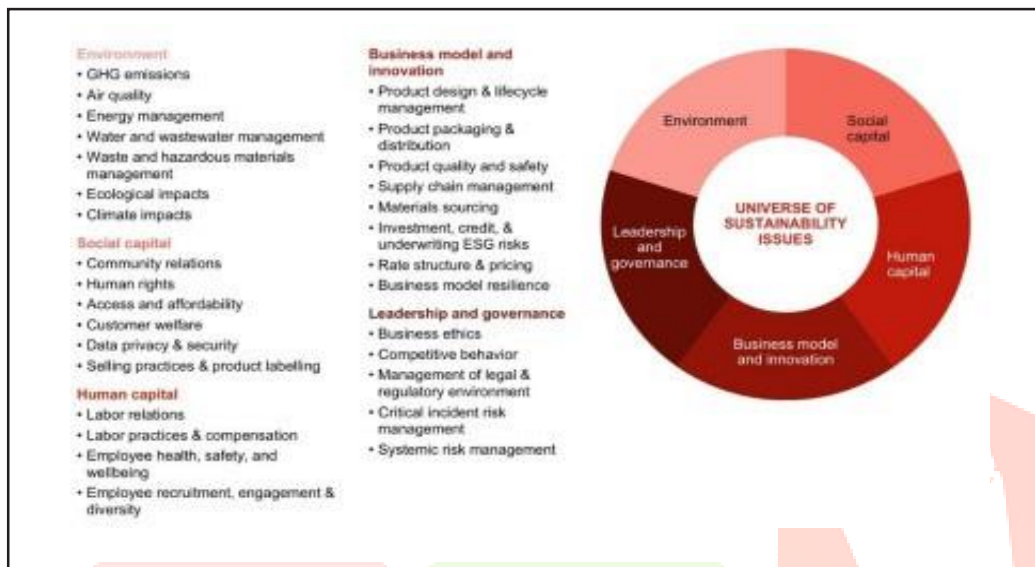 Environment
• GHG emissions
• Air quality
• Energy management
• Water and wastewater management
• Waste and hazardous materials
management
• Ecological impacts
• Climate impacts
Social capital
• Community relations
• Human rights
• Access and affordability
• Customer welfare
• Data privacy & security
• Selling practices & product labelling
Human capital
• Labor relations
• Labor practices & compensation
• Employee health, safety, and
wellbeing
• Employee recruitment, engagement &
diversity
Business model and
innovation
• Product design & lifecycle
management
• Product packaging &
distribution
• Product quality and safety
• Supply chain management
• Materials sourcing
• Investment, credit, &
underwriting ESG risks
• Rate structure & pricing
• Business model resilience
Leadership and governance
• Business ethics
• Competitive behavior
• Management of legal &
regulatory environment
• Critical incident risk
management
• Systemic risk management
Environment
Social
capital
UNIVERSE OF
SUSTAINABILITY
ISSUES
Leadership
and
governance
Human
capital
Business model
and innovation